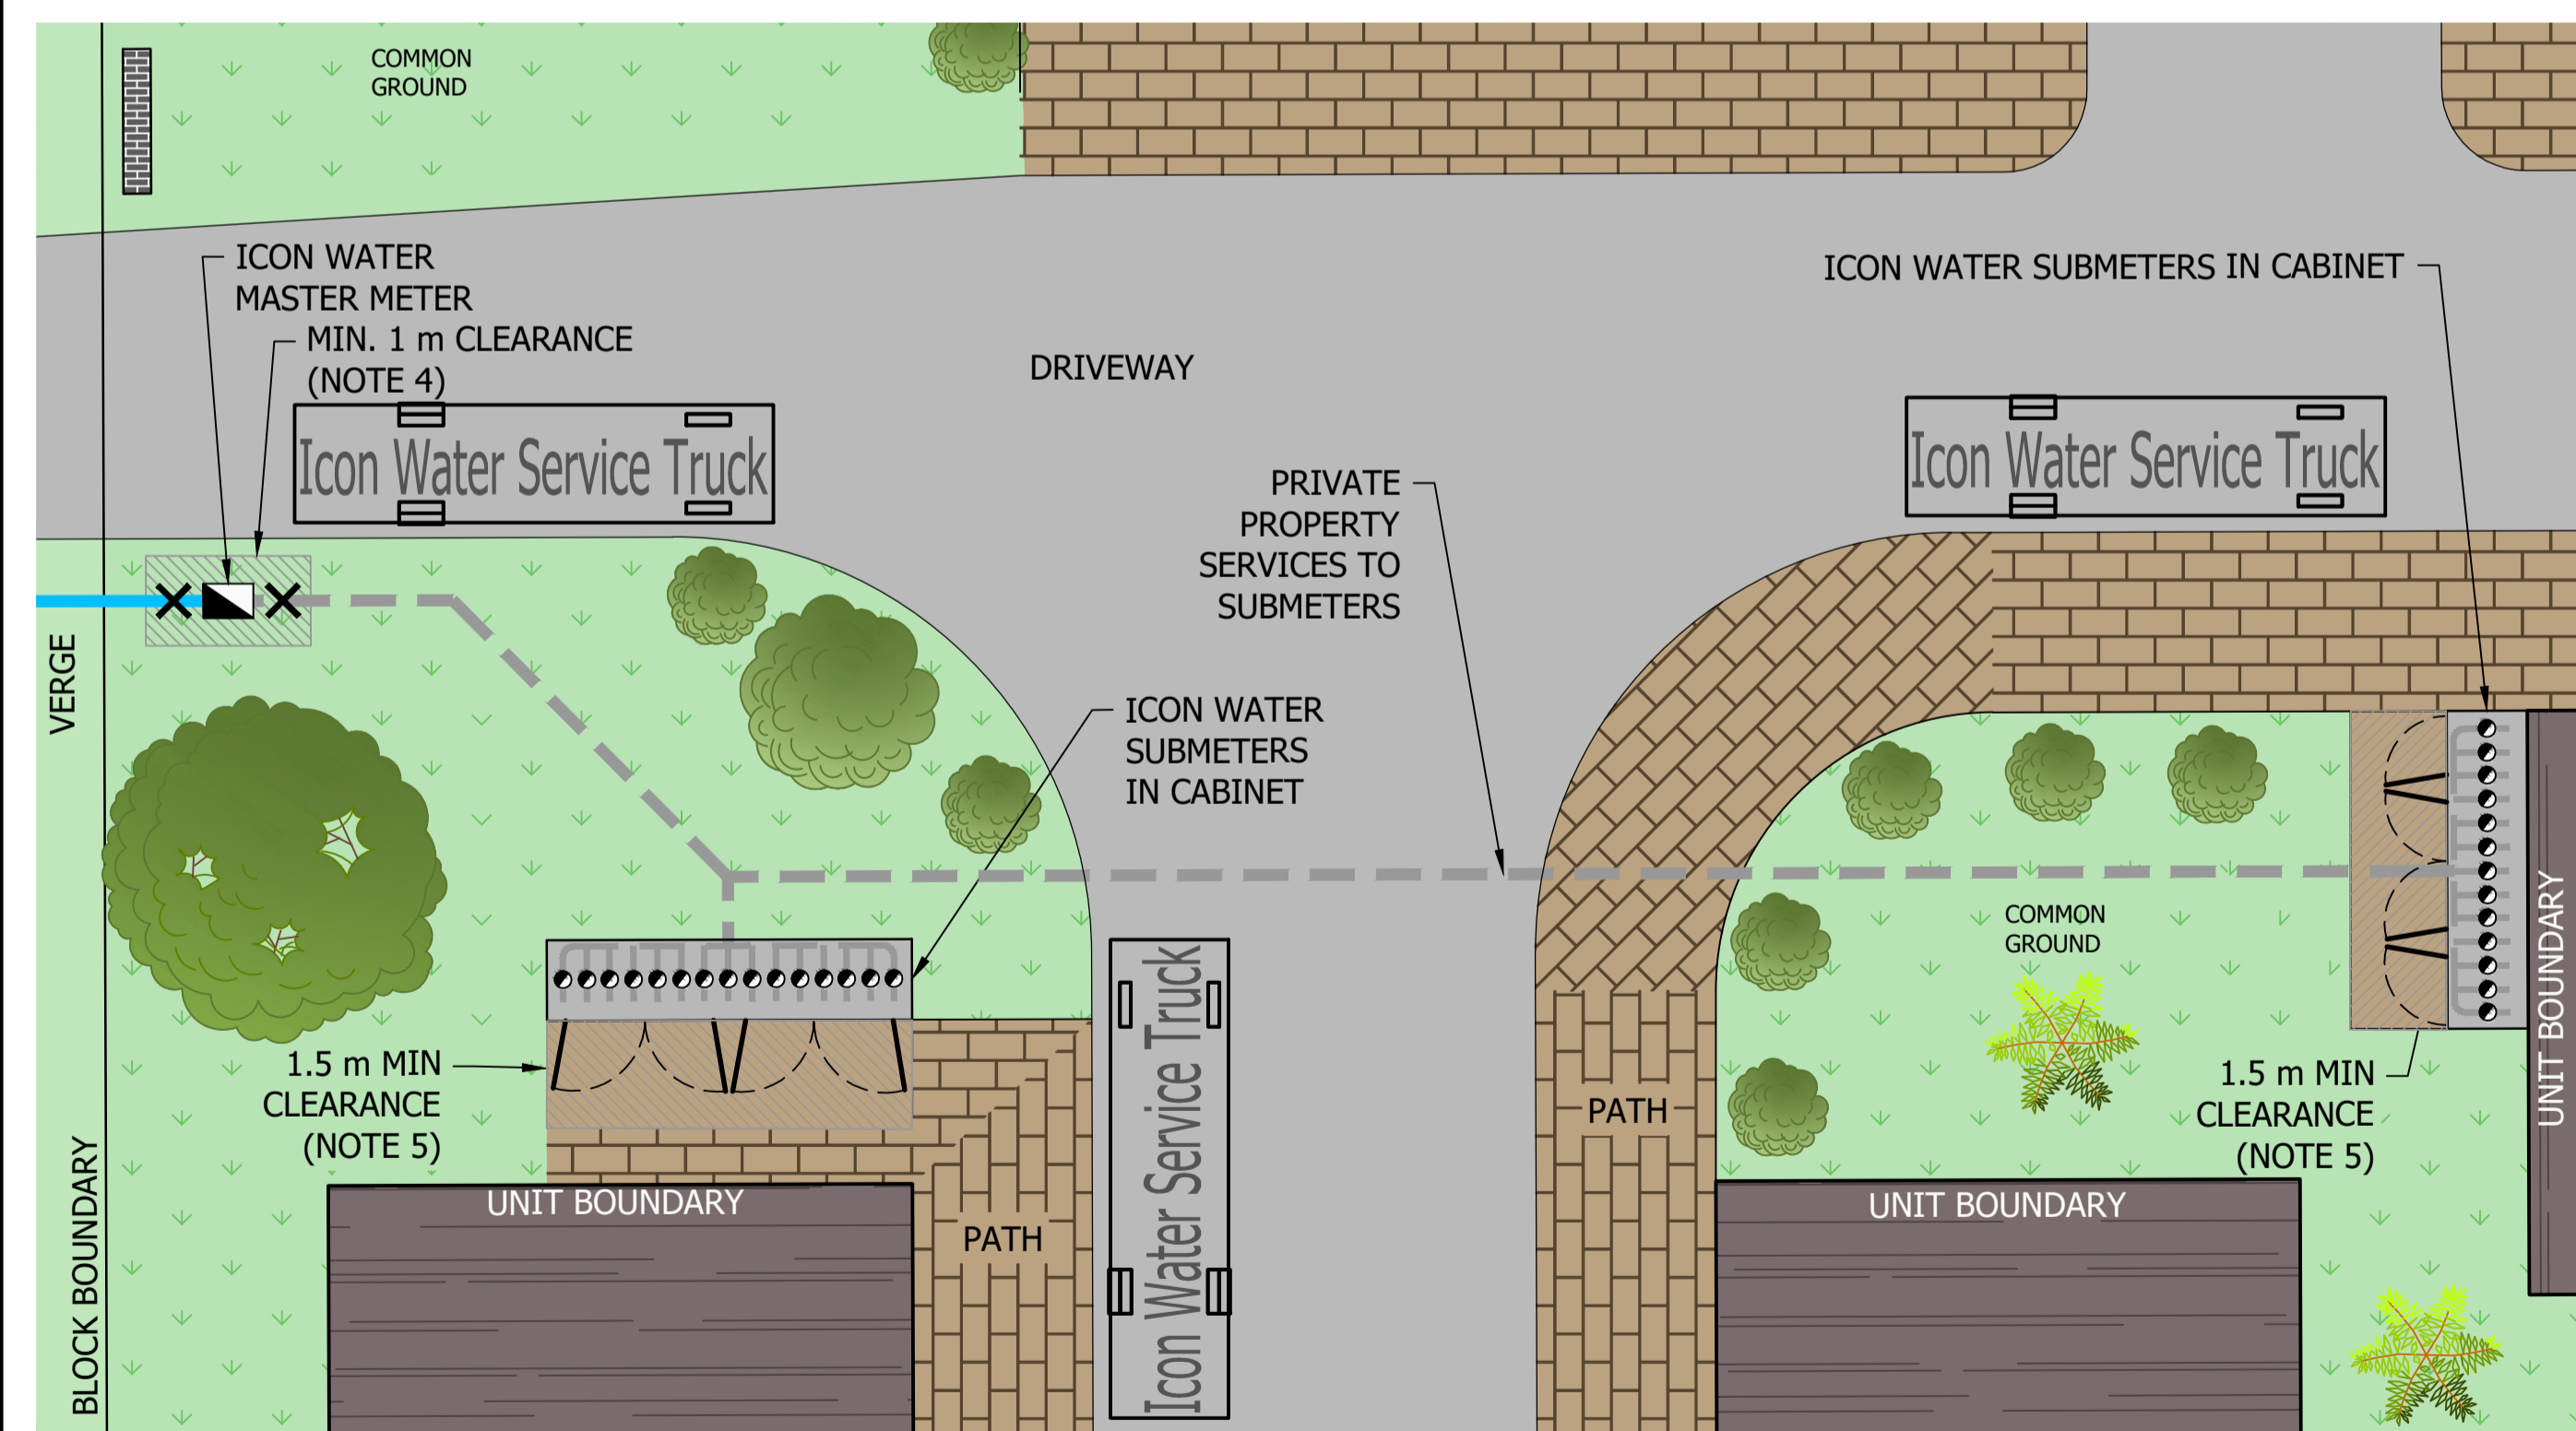 COMMON
GROUND
ICON WATER
MASTER METER
MIN. 1 m CLEARANCE
(NOTE 4)
ICON WATER SUBMETERS IN CABINET
DRIVEWAY
Icon Water Service Truck
Icon Water Service Truck
PRIVATE
PROPERTY
SERVICES TO
SUBMETERS
VERGE
ICON WATER
SUBMETERS
IN CABINET
COMMON
GROUND
UNIT BOUNDARY
1.5 m MIN
CLEARANCE
(NOTE 5)
Icon Water Service Truck
PATH
1.5 m MIN
CLEARANCE
(NOTE 5)
BLOCK BOUNDARY
UNIT BOUNDARY
PATH
UNIT BOUNDARY